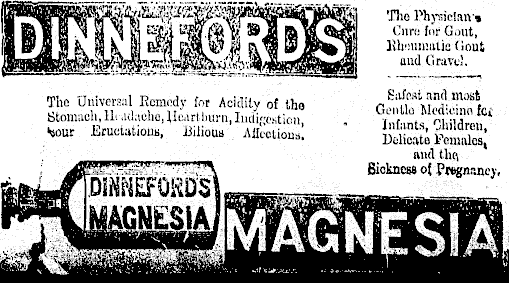 DINNEFORD'S
The Physician's
Cure for Gout,
Rheumatic Gout
and Gravel.
The Universal Remedy for Acidity of the
Stomach, Headache, Heartburn, Indigestion,
Sour Eructations, Bilious Affections.
Safest and most
Gentle Medicine for
Infants, Children,
Delicate Females,
and the
Sickness of Pregnancy.
DINNEFORD'S
MAGNESIA
MAGNESIA